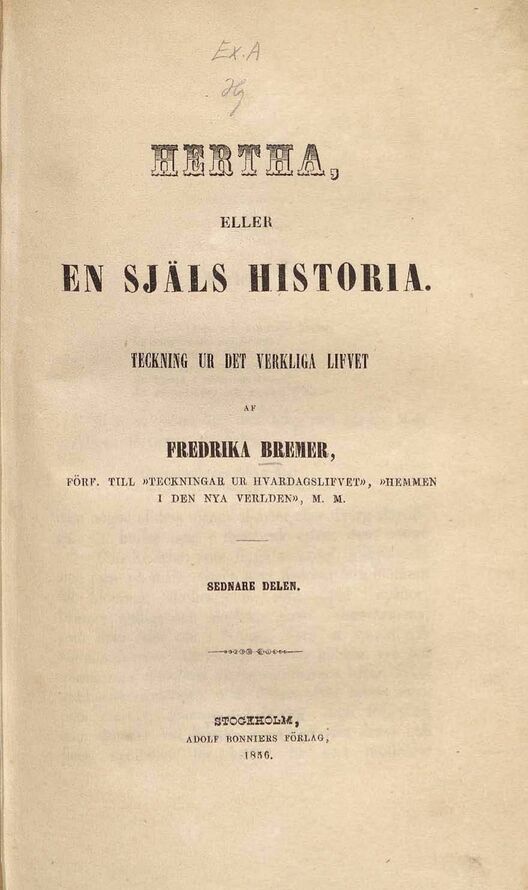 Ex. A
HERTHA,
ELLER
EN SJÄLS HISTORIA.
TECKNING UR DET VERKLIGA LIFVET
AF
FREDRIKA BREMER,
FÖRF. TILL »TECKNINGAR UR HVARDAGSLIFVET», »HEMMEN
I DEN NYA VERLDEN», M. M.
SEDNARE DELEN.
STOCKHOLM,
ADOLF BONNIERS FÖRLAG,
1856.